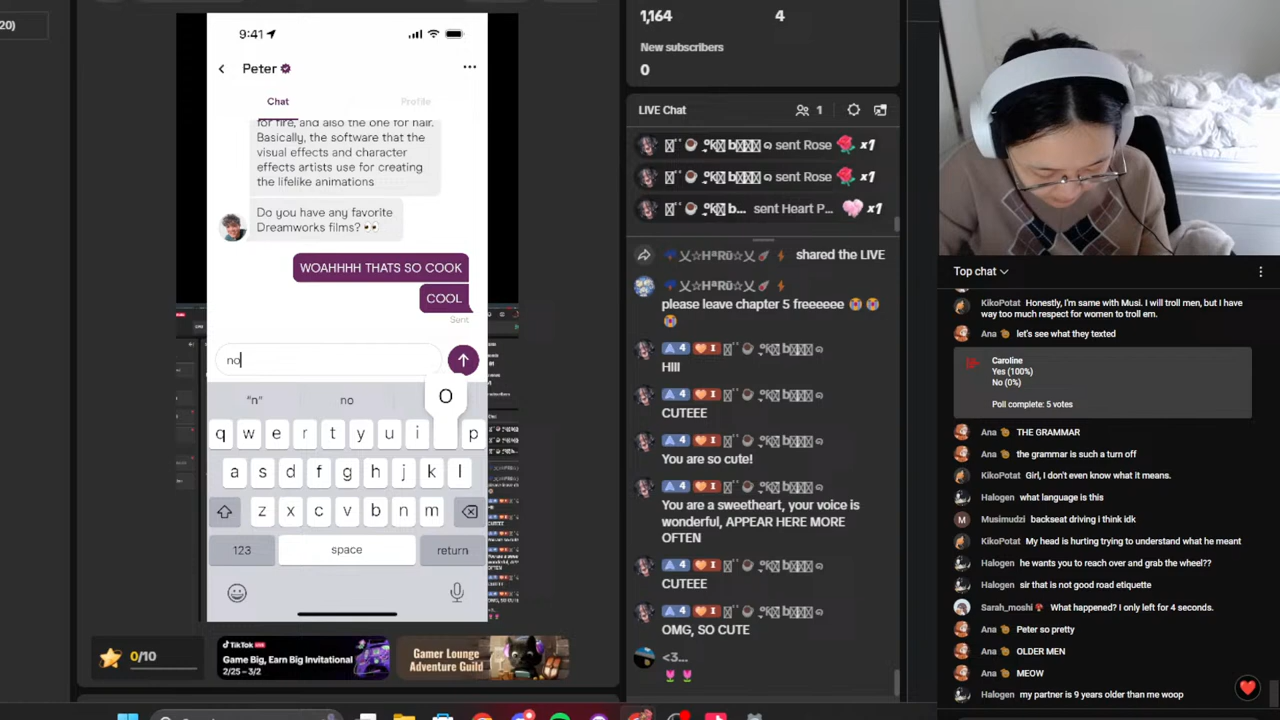 20)
9:41
Peter
Chat
Profile
for fire, and also the one for hair.
Basically, the software that the
visual effects and character
effects artists use for creating
the lifelike animations
Do you have any favorite
Dreamworks films? 👀
WOAHHHH THATS SO COOK
COOL
Sent
no
"n"
no
O
q w e r t y u i p
a s d f g h j k l
z x c v b n m
123
space
return
0/10
TikTok
LIVE
Game Big, Earn Big Invitational
2/25 – 3/2
Gamer Lounge
Adventure Guild
1,164
4
New subscribers
0
LIVE Chat
1
sent Rose 🌹 x1
sent Rose 🌹 x1
sent Heart P... x1
shared the LIVE
please leave chapter 5 freeeeee 😭😭
😭
A 4 I
HIII
A 4 I
CUTEEE
A 4 I
You are so cute!
A 4 I
You are a sweetheart, your voice is
wonderful, APPEAR HERE MORE
OFTEN
A 4 I
CUTEEE
A 4 I
OMG, SO CUTE
<3...
🌷 🌷
Top chat
KikoPotat Honestly, I'm same with Musi. I will troll men, but I have
way too much respect for women to troll em.
Ana let's see what they texted
Caroline
Yes (100%)
No (0%)
Poll complete: 5 votes
Ana THE GRAMMAR
Ana the grammar is such a turn off
KikoPotat Girl, I don't even know what it means.
Halogen what language is this
M Musimudzi backseat driving i think idk
KikoPotat My head is hurting trying to understand what he meant
Halogen he wants you to reach over and grab the wheel??
Halogen sir that is not good road etiquette
Sarah_moshi What happened? I only left for 4 seconds.
Ana Peter so pretty
Ana OLDER MEN
Ana MEOW
Halogen my partner is 9 years older than me woop